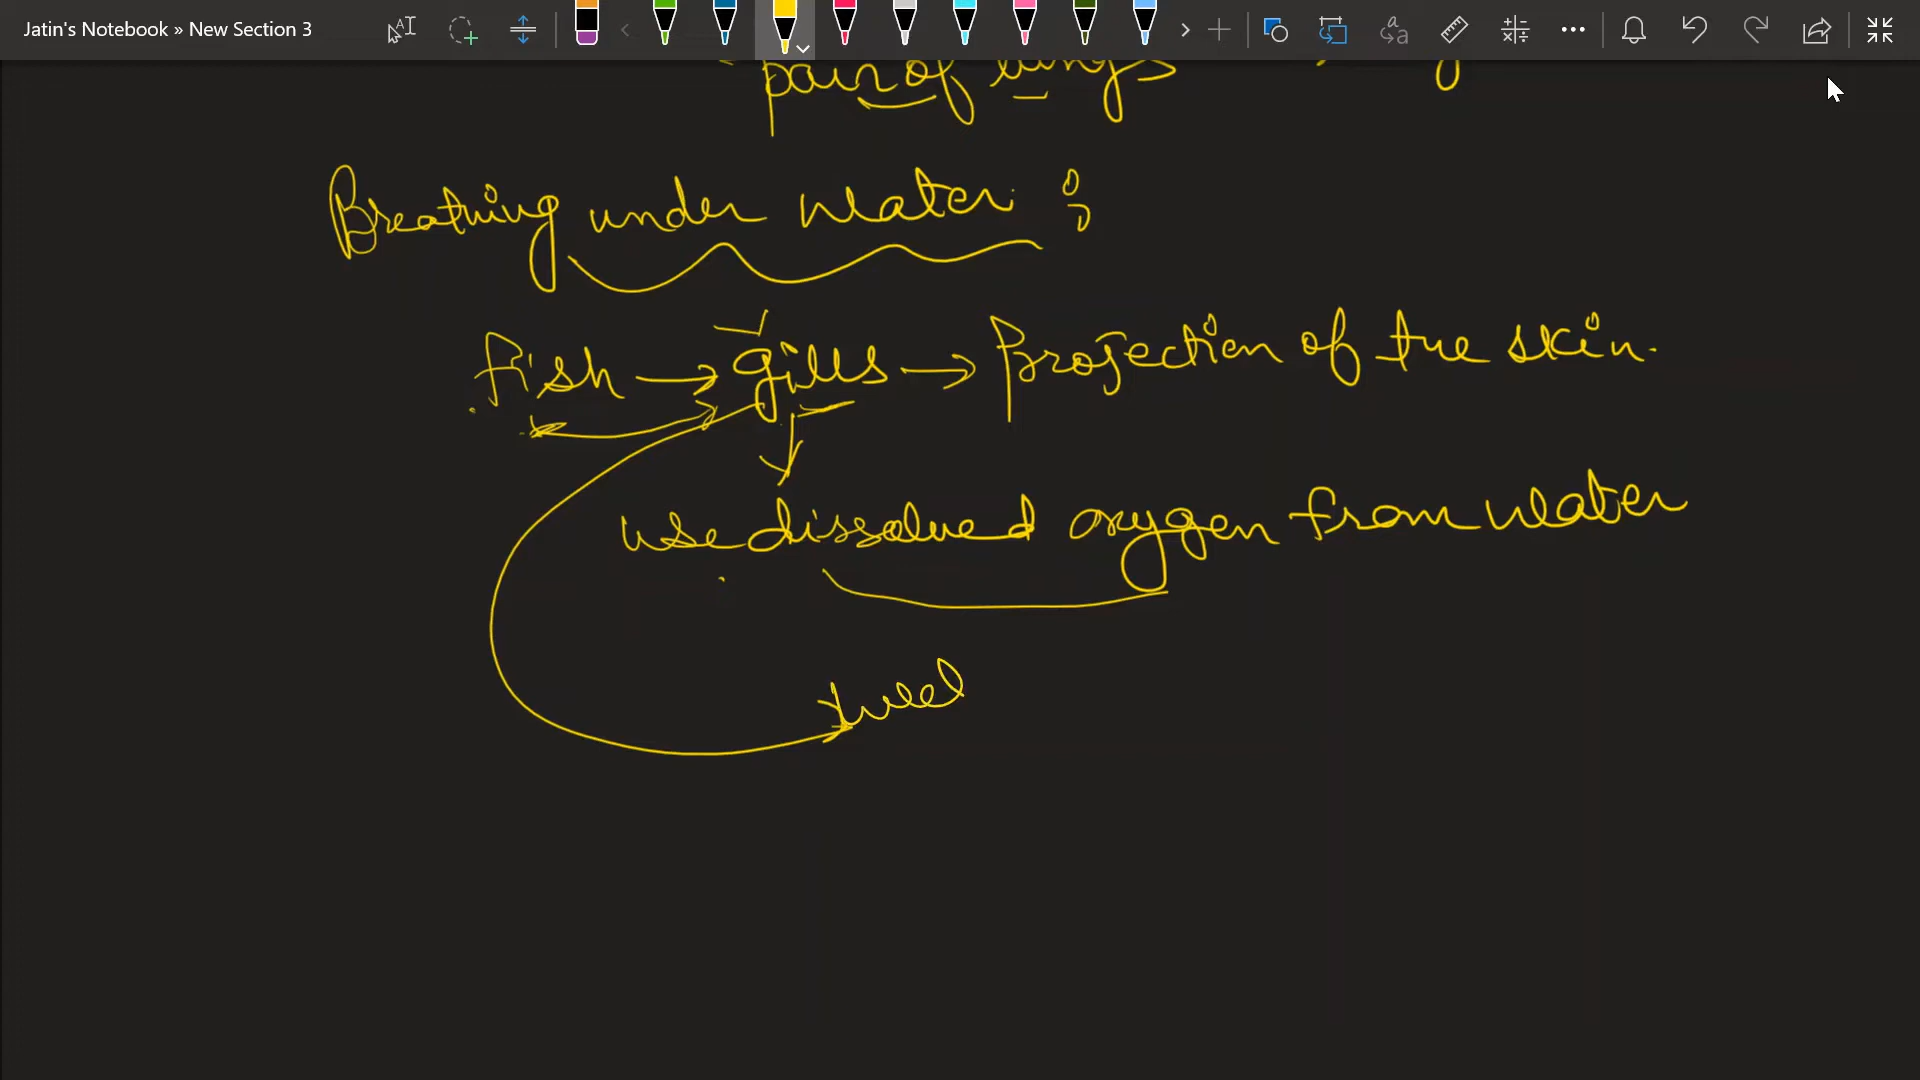 Jatin's Notebook » New Section 3
pair of lungs
Breathing under water :
fish → gills → Projection of the skin.
use dissolved oxygen from water